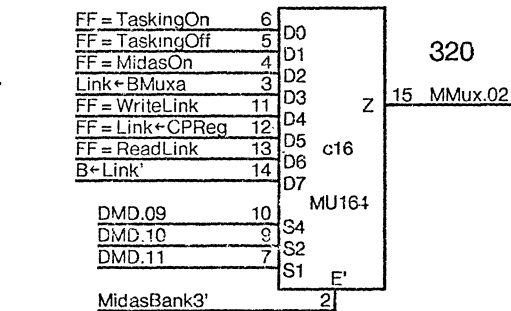 FF = TaskingOn 6 D0
FF = TaskingOff 5 D1
320
FF = MidasOn 4 D2
Link←BMuxa 3 D3
15 MMux.02
FF = WriteLink 11 D4
Z
FF = Link←CPReg 12 D5
FF = ReadLink 13 D6
c16
B←Link' 14 D7
MU164
DMD.09 10 S4
DMD.10 9 S2
DMD.11 7 S1
E'
MidasBank3' 2